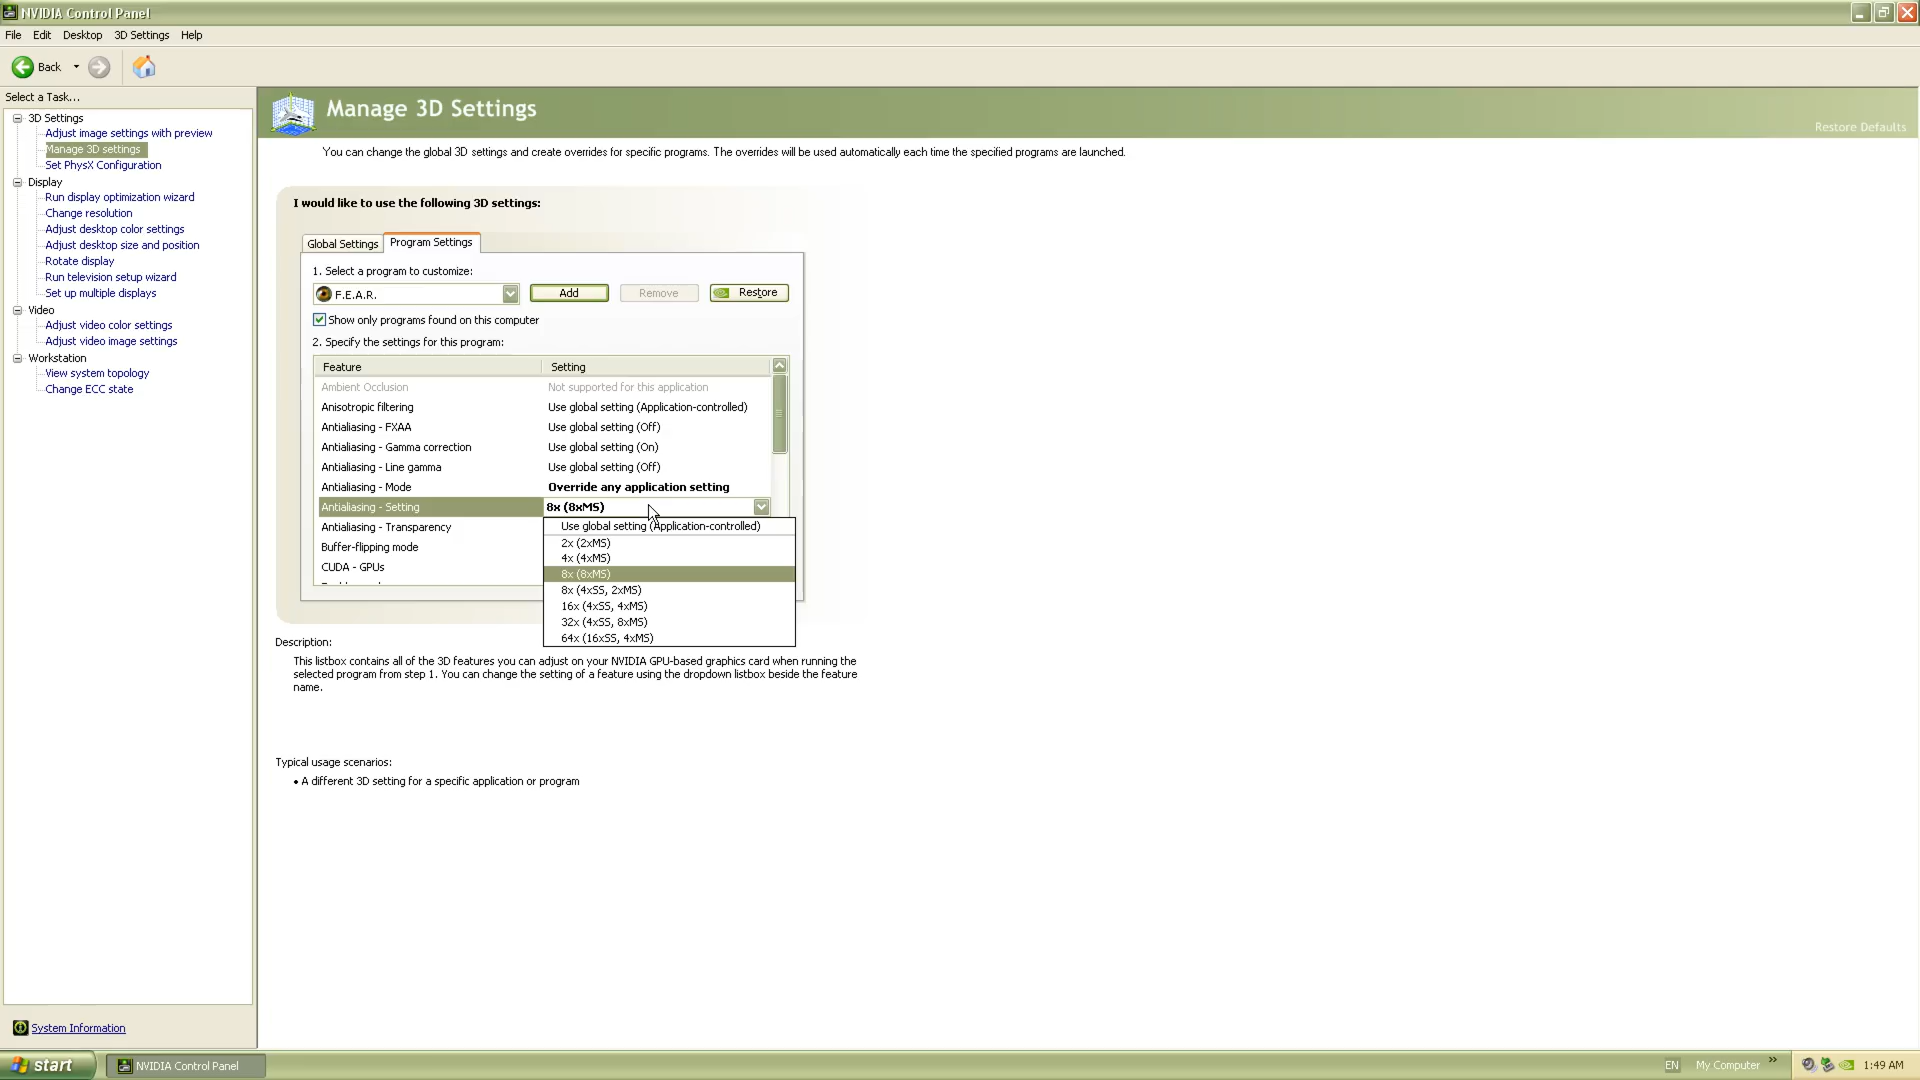 NVIDIA Control Panel
File Edit Desktop 3D Settings Help
Back
Select a Task...
3D Settings
Adjust image settings with preview
Manage 3D settings
Set PhysX Configuration
Display
Run display optimization wizard
Change resolution
Adjust desktop color settings
Adjust desktop size and position
Rotate display
Run television setup wizard
Set up multiple displays
Video
Adjust video color settings
Adjust video image settings
Workstation
View system topology
Change ECC state
System Information
Manage 3D Settings
Restore Defaults
You can change the global 3D settings and create overrides for specific programs. The overrides will be used automatically each time the specified programs are launched.
I would like to use the following 3D settings:
Global Settings Program Settings
1. Select a program to customize:
F.E.A.R. Add Remove Restore
Show only programs found on this computer
2. Specify the settings for this program:
Feature Setting
Ambient Occlusion Not supported for this application
Anisotropic filtering Use global setting (Application-controlled)
Antialiasing - FXAA Use global setting (Off)
Antialiasing - Gamma correction Use global setting (On)
Antialiasing - Line gamma Use global setting (Off)
Antialiasing - Mode Override any application setting
Antialiasing - Setting 8x (8xMS)
Antialiasing - Transparency
Buffer-flipping mode
CUDA - GPUs
Use global setting (Application-controlled)
2x (2xMS)
4x (4xMS)
8x (8xMS)
8x (4xSS, 2xMS)
16x (4xSS, 4xMS)
32x (4xSS, 8xMS)
64x (16xSS, 4xMS)
Description:
This listbox contains all of the 3D features you can adjust on your NVIDIA GPU-based graphics card when running the
selected program from step 1. You can change the setting of a feature using the dropdown listbox beside the feature
name.
Typical usage scenarios:
• A different 3D setting for a specific application or program
start NVIDIA Control Panel EN My Computer » 1:49 AM